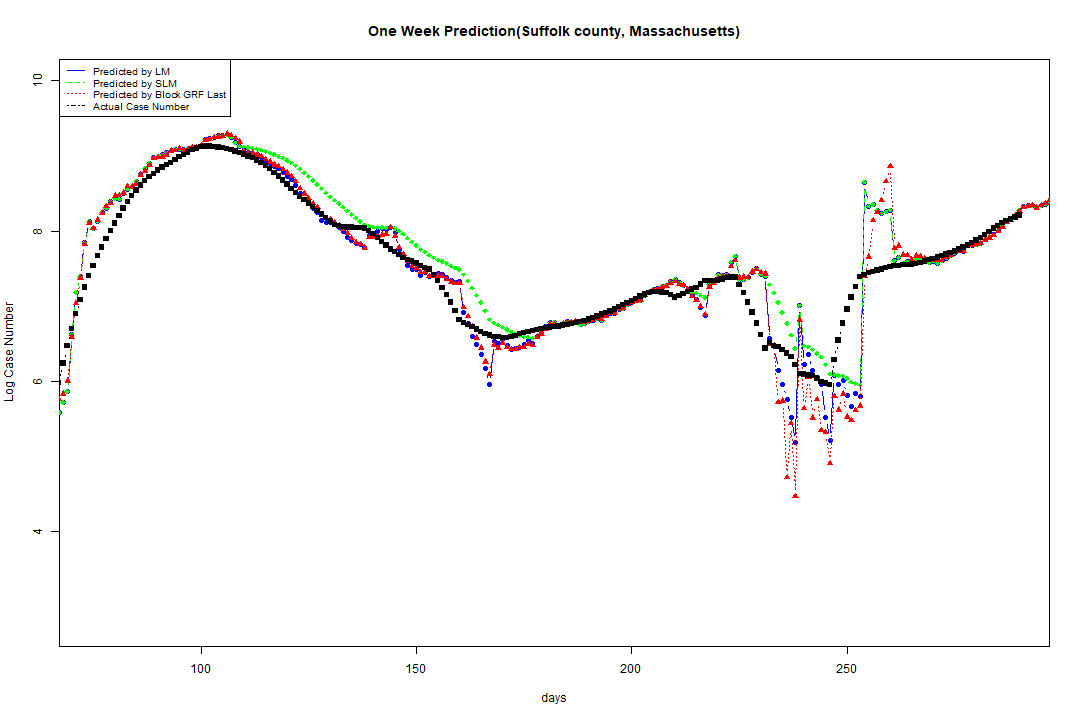 One Week Prediction(Suffolk county, Massachusetts)
Predicted by LM
Predicted by SLM
Predicted by Block GRF Last
Actual Case Number
10
8
6
4
Log Case Number
100 150 200 250
days